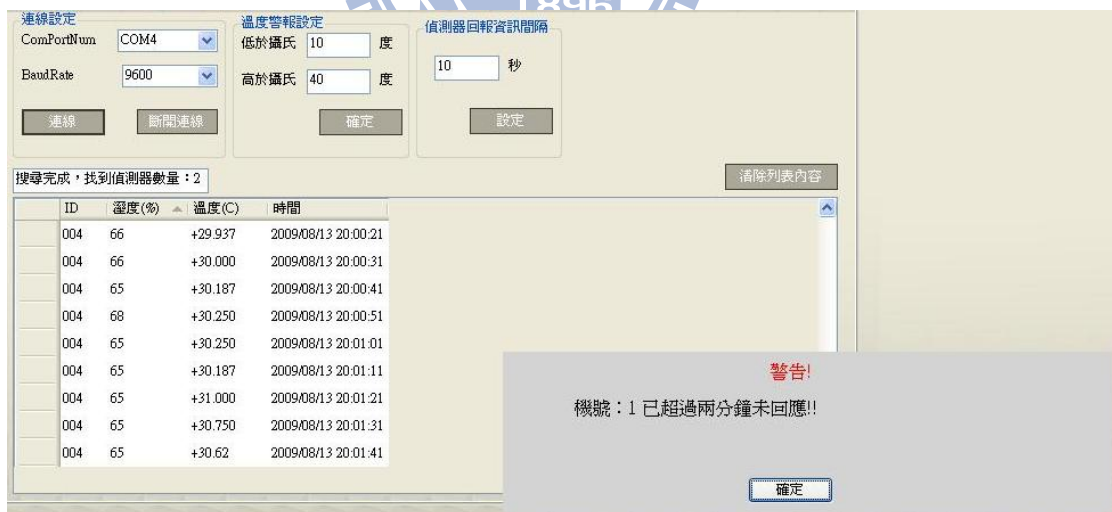 1896
連線設定
ComPortNum COM4
BaudRate 9600
連線 斷開連線
溫度警報設定
低於攝氏 10 度
高於攝氏 40 度
確定
偵測器回報資訊間隔
10 秒
設定
搜尋完成，找到偵測器數量：2
清除列表內容
ID 溼度(%) 溫度(C) 時間
004 66 +29.937 2009/08/13 20:00:21
004 66 +30.000 2009/08/13 20:00:31
004 65 +30.187 2009/08/13 20:00:41
004 68 +30.250 2009/08/13 20:00:51
004 65 +30.250 2009/08/13 20:01:01
004 65 +30.187 2009/08/13 20:01:11
004 65 +31.000 2009/08/13 20:01:21
004 65 +30.750 2009/08/13 20:01:31
004 65 +30.62 2009/08/13 20:01:41
警告!
機號：1 已超過兩分鐘未回應!!
確定